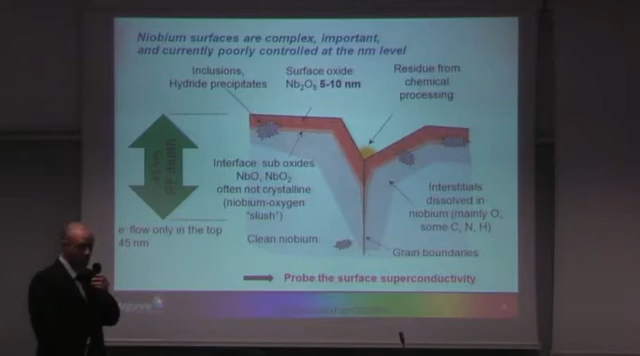 Niobium surfaces are complex, important,
and currently poorly controlled at the nm level
Inclusions,
Hydride precipitates
Surface oxide
Nb₂O₅ 5-10 nm
Residue from
chemical
processing
Interface: sub oxides
NbO, NbO₂
often not crystalline
(niobium-oxygen
"slush")
Interstitials
dissolved in
niobium (mainly O,
some C, N, H)
e⁻ flow only in the top
45 nm
Clean niobium
Grain boundaries
Probe the surface superconductivity